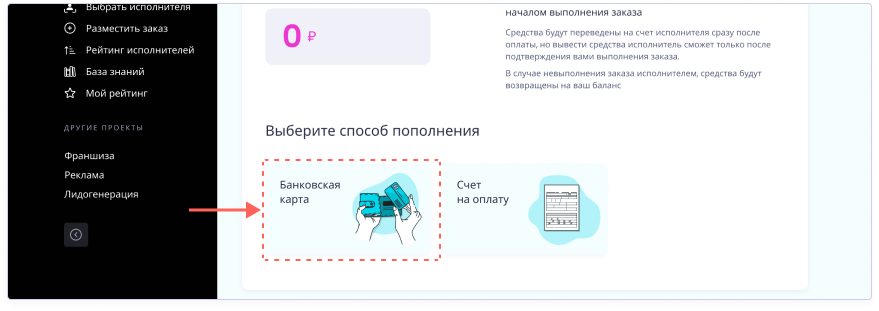 Выбрать исполнителя
Разместить заказ
Рейтинг исполнителей
База знаний
Мой рейтинг
ДРУГИЕ ПРОЕКТЫ
Франшиза
Реклама
Лидогенерация
0 ₽
началом выполнения заказа
Средства будут переведены на счет исполнителя сразу после
оплаты, но вывести средства исполнитель сможет только после
подтверждения вами выполнения заказа.
В случае невыполнения заказа исполнителем, средства будут
возвращены на ваш баланс
Выберите способ пополнения
Банковская
карта
Счет
на оплату